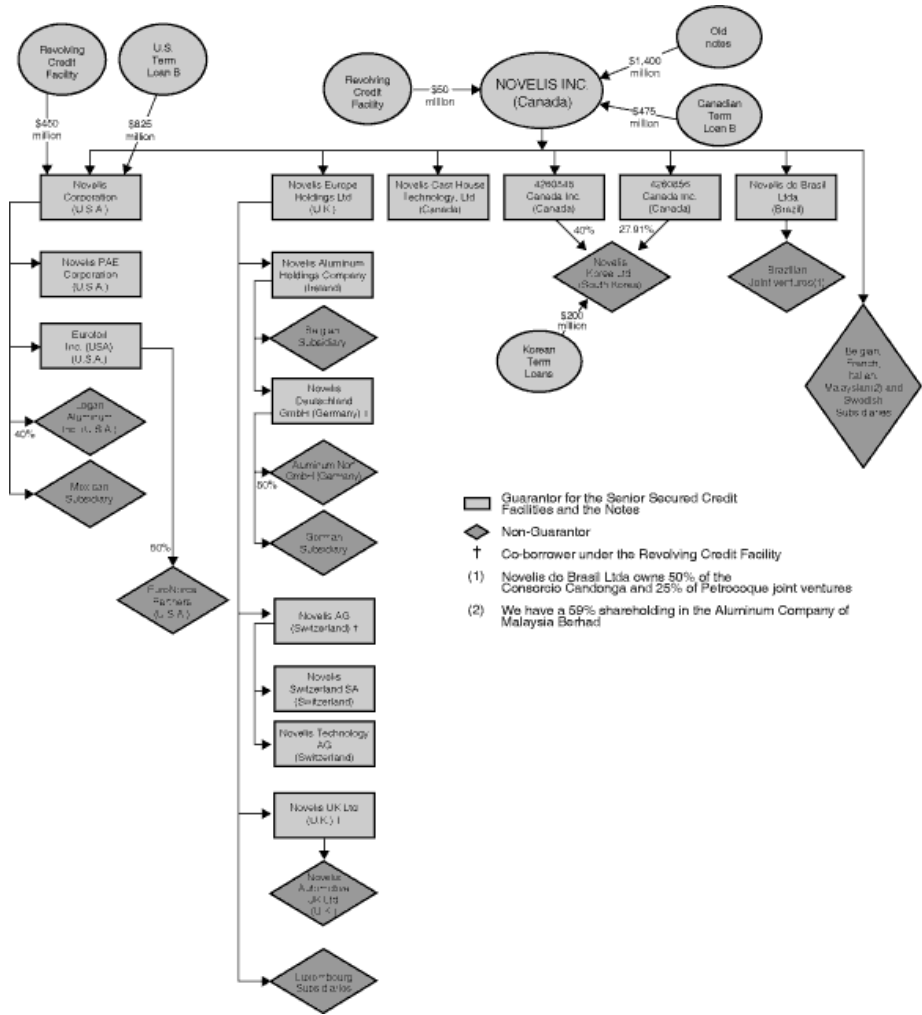 Revolving
Credit
Facility
U.S.
Term
Loan B
Revolving
Credit
Facility
$50
million
NOVELIS INC.
(Canada)
Old
notes
$1,400
million
$475
million
Canadian
Term
Loan B
$450
million
$825
million
Novelis
Corporation
(U.S.A.)
Novelis Europe
Holdings Ltd
(U.K.)
Novelis Cast House
Technology, Ltd
(Canada)
Canada Inc.
(Canada)
Canada Inc.
(Canada)
Novelis do Brasil
Ltda
(Brazil)
40%
27.91%
Novelis PAE
Corporation
(U.S.A.)
Novelis Aluminum
Holdings Company
(Ireland)
Novelis
Korea Ltd
(South Korea)
Brazilian
Joint ventures(1)
$200
million
Korean
Term
Loans
Eurofoil
Inc. (USA)
(U.S.A.)
Belgian
Subsidiary
Belgian,
French,
Italian,
Malaysian(2) and
Swedish
Subsidiaries
Novelis
Deutschland
GmbH (Germany) †
Logan
Aluminum
Inc. (U.S.A.)
40%
Aluminum Norf
GmbH (Germany)
50%
Mexican
Subsidiary
German
Subsidiary
50%
EuroNorca
Partners
(U.S.A.)
Guarantor for the Senior Secured Credit
Facilities and the Notes
Non-Guarantor
† Co-borrower under the Revolving Credit Facility
(1) Novelis do Brasil Ltda owns 50% of the
Consorcio Candonga and 25% of Petrocoque joint ventures
(2) We have a 59% shareholding in the Aluminum Company of
Malaysia Berhad
Novelis AG
(Switzerland) †
Novelis
Switzerland SA
(Switzerland)
Novelis Technology
AG
(Switzerland)
Novelis UK Ltd
(U.K.) †
Novelis
Automotive
UK Ltd
(U.K.)
Luxembourg
Subsidiaries